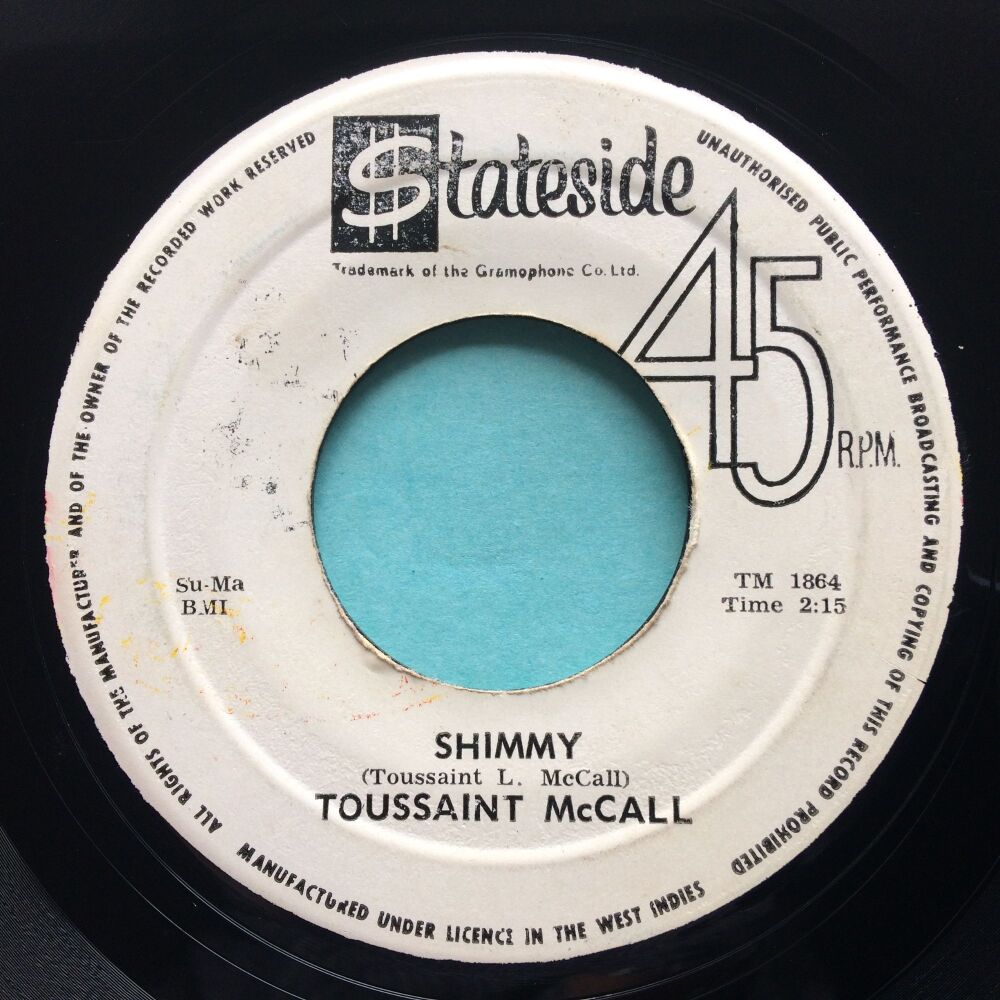 $tateside
Trademark of the Gramophone Co. Ltd.
45
R.P.M.
Su-Ma
BMI
TM 1864
Time 2:15
SHIMMY
(Toussaint L. McCall)
TOUSSAINT McCALL
ALL RIGHTS OF THE MANUFACTURER AND OF THE OWNER OF THE RECORDED WORK RESERVED
UNAUTHORISED PUBLIC PERFORMANCE BROADCASTING AND COPYING OF THIS RECORD PROHIBITED
MANUFACTURED UNDER LICENCE IN THE WEST INDIES